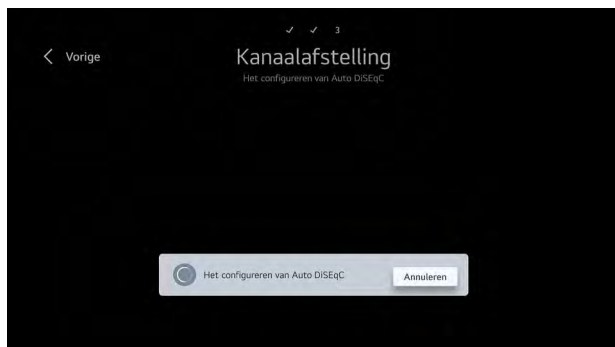 ✓ ✓ 3
Vorige
Kanaalafstelling
Het configureren van Auto DiSEqC
Het configureren van Auto DiSEqC
Annuleren